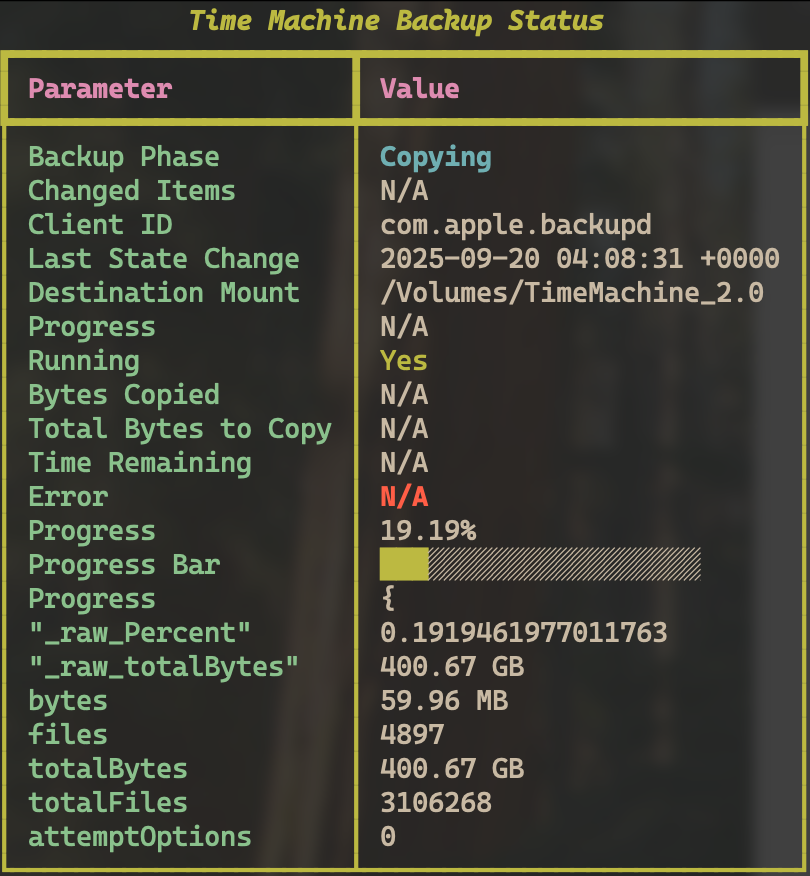 Time Machine Backup Status
Parameter Value
Backup Phase Copying
Changed Items N/A
Client ID com.apple.backupd
Last State Change 2025-09-20 04:08:31 +0000
Destination Mount /Volumes/TimeMachine_2.0
Progress N/A
Running Yes
Bytes Copied N/A
Total Bytes to Copy N/A
Time Remaining N/A
Error N/A
Progress 19.19%
Progress Bar
Progress {
"_raw_Percent" 0.1919461977011763
"_raw_totalBytes" 400.67 GB
bytes 59.96 MB
files 4897
totalBytes 400.67 GB
totalFiles 3106268
attemptOptions 0